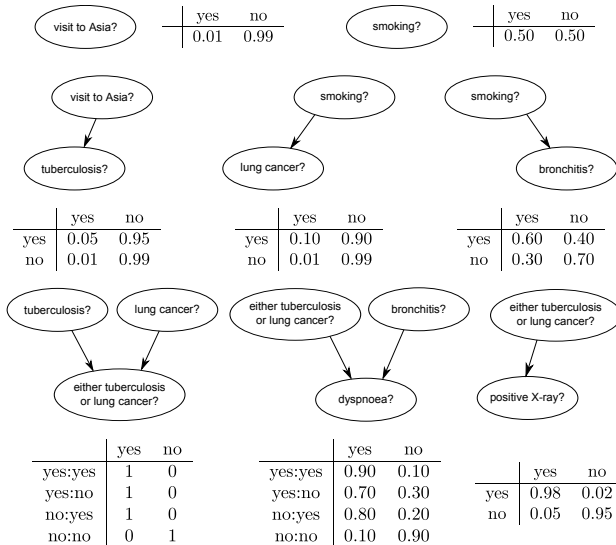 visit to Asia?
yes no
0.01 0.99
smoking?
yes no
0.50 0.50
visit to Asia?
tuberculosis?
yes no
yes 0.05 0.95
no 0.01 0.99
smoking?
lung cancer?
yes no
yes 0.10 0.90
no 0.01 0.99
smoking?
bronchitis?
yes no
yes 0.60 0.40
no 0.30 0.70
tuberculosis?
lung cancer?
either tuberculosis
or lung cancer?
yes no
yes:yes 1 0
yes:no 1 0
no:yes 1 0
no:no 0 1
either tuberculosis
or lung cancer?
bronchitis?
dyspnoea?
yes no
yes:yes 0.90 0.10
yes:no 0.70 0.30
no:yes 0.80 0.20
no:no 0.10 0.90
either tuberculosis
or lung cancer?
positive X-ray?
yes no
yes 0.98 0.02
no 0.05 0.95